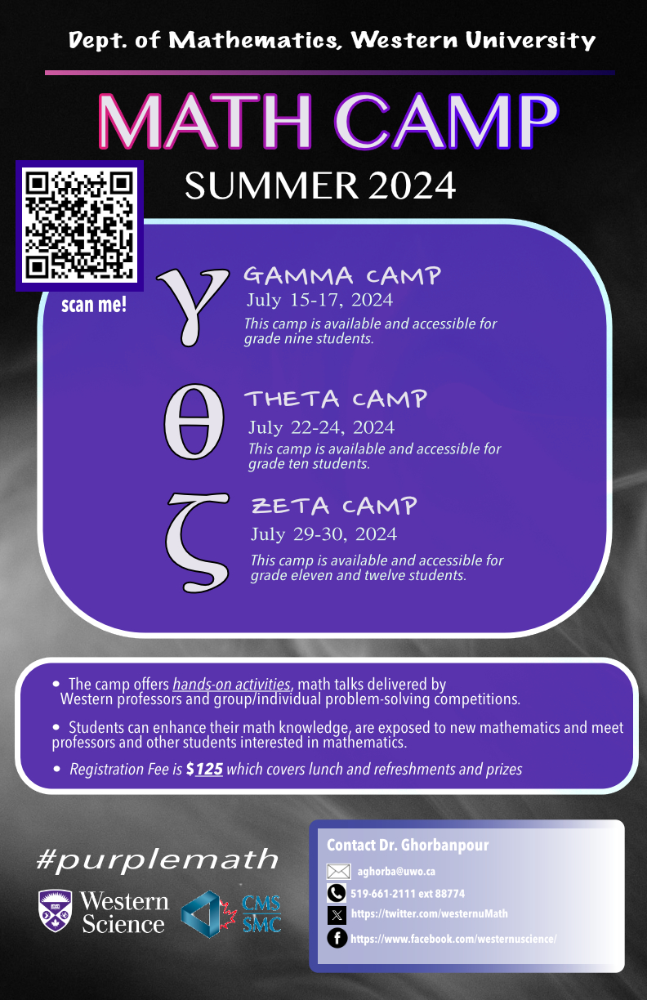 Dept. of Mathematics, Western University
MATH CAMP
SUMMER 2024
scan me!
γ
GAMMA CAMP
July 15-17, 2024
This camp is available and accessible for
grade nine students.
θ
THETA CAMP
July 22-24, 2024
This camp is available and accessible for
grade ten students.
ζ
ZETA CAMP
July 29-30, 2024
This camp is available and accessible for
grade eleven and twelve students.
• The camp offers hands-on activities, math talks delivered by
Western professors and group/individual problem-solving competitions.
• Students can enhance their math knowledge, are exposed to new mathematics and meet
professors and other students interested in mathematics.
• Registration Fee is $125 which covers lunch and refreshments and prizes
#purplemath
Western
Science
CMS
SMC
Contact Dr. Ghorbanpour
aghorba@uwo.ca
519-661-2111 ext 88774
https://twitter.com/westernuMath
https://www.facebook.com/westernuscience/